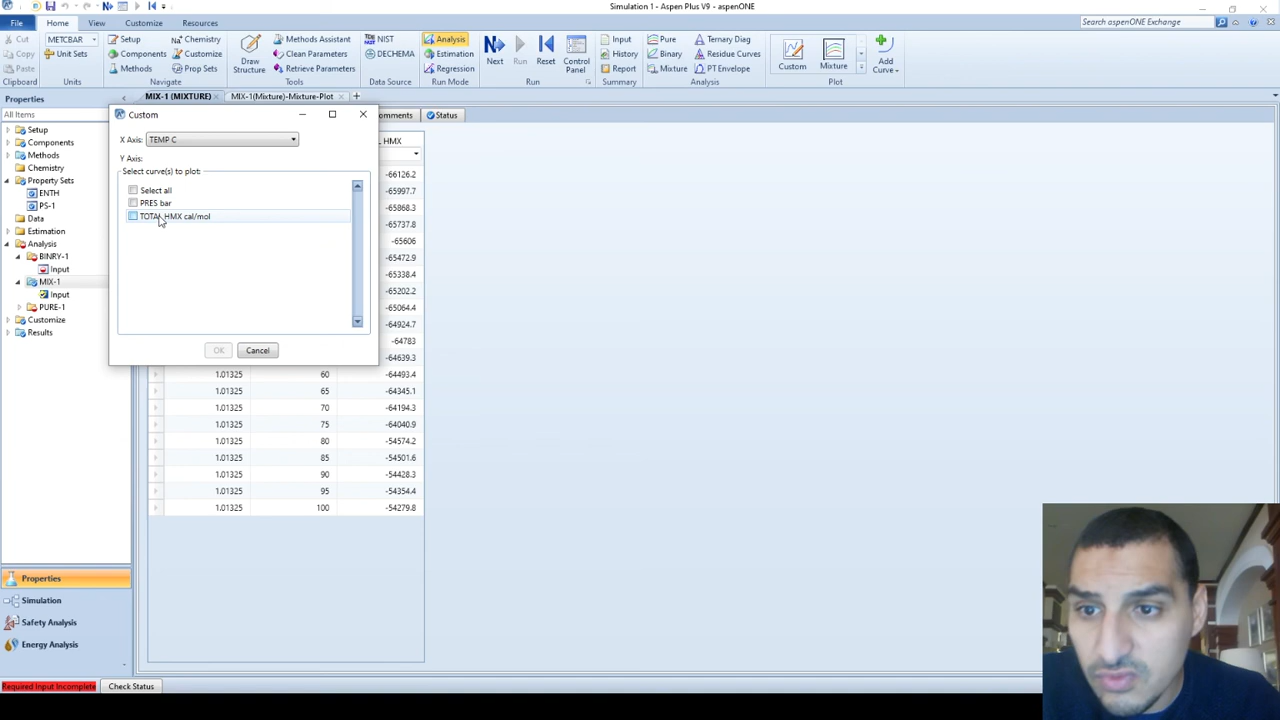 Simulation 1 - Aspen Plus V9 - aspenONE
File Home View Customize Resources Search aspenONE Exchange
Cut METCBAR Setup Chemistry Methods Assistant NIST Analysis Input Pure Ternary Diag
Copy Unit Sets Components Customize Clean Parameters DECHEMA Estimation History Binary Residue Curves
Paste Methods Prop Sets Draw Structure Retrieve Parameters Regression Next Run Reset Control Panel Report Mixture PT Envelope Custom Mixture Add Curve
Clipboard Units Navigate Tools Data Source Run Mode Summary Analysis Plot
Properties
MIX-1 (MIXTURE) MIX-1(Mixture)-Mixture-Plot +
All Items
omments Status
Setup
Components
Methods
Chemistry
Property Sets
ENTH
PS-1
Data
Estimation
Analysis
BINRY-1
Input
MIX-1
Input
PURE-1
Customize
Results
Custom
X Axis: TEMP C
Y Axis:
Select curve(s) to plot:
Select all
PRES bar
TOTAL HMX cal/mol
OK Cancel
L HMX
-66126.2
-65997.7
-65868.3
-65737.8
-65606
-65472.9
-65338.4
-65202.2
-65064.4
-64924.7
-64783
-64639.3
1.01325 60 -64493.4
1.01325 65 -64345.1
1.01325 70 -64194.3
1.01325 75 -64040.9
1.01325 80 -54574.2
1.01325 85 -54501.6
1.01325 90 -54428.3
1.01325 95 -54354.4
1.01325 100 -54279.8
Properties
Simulation
Safety Analysis
Energy Analysis
Required Input Incomplete Check Status